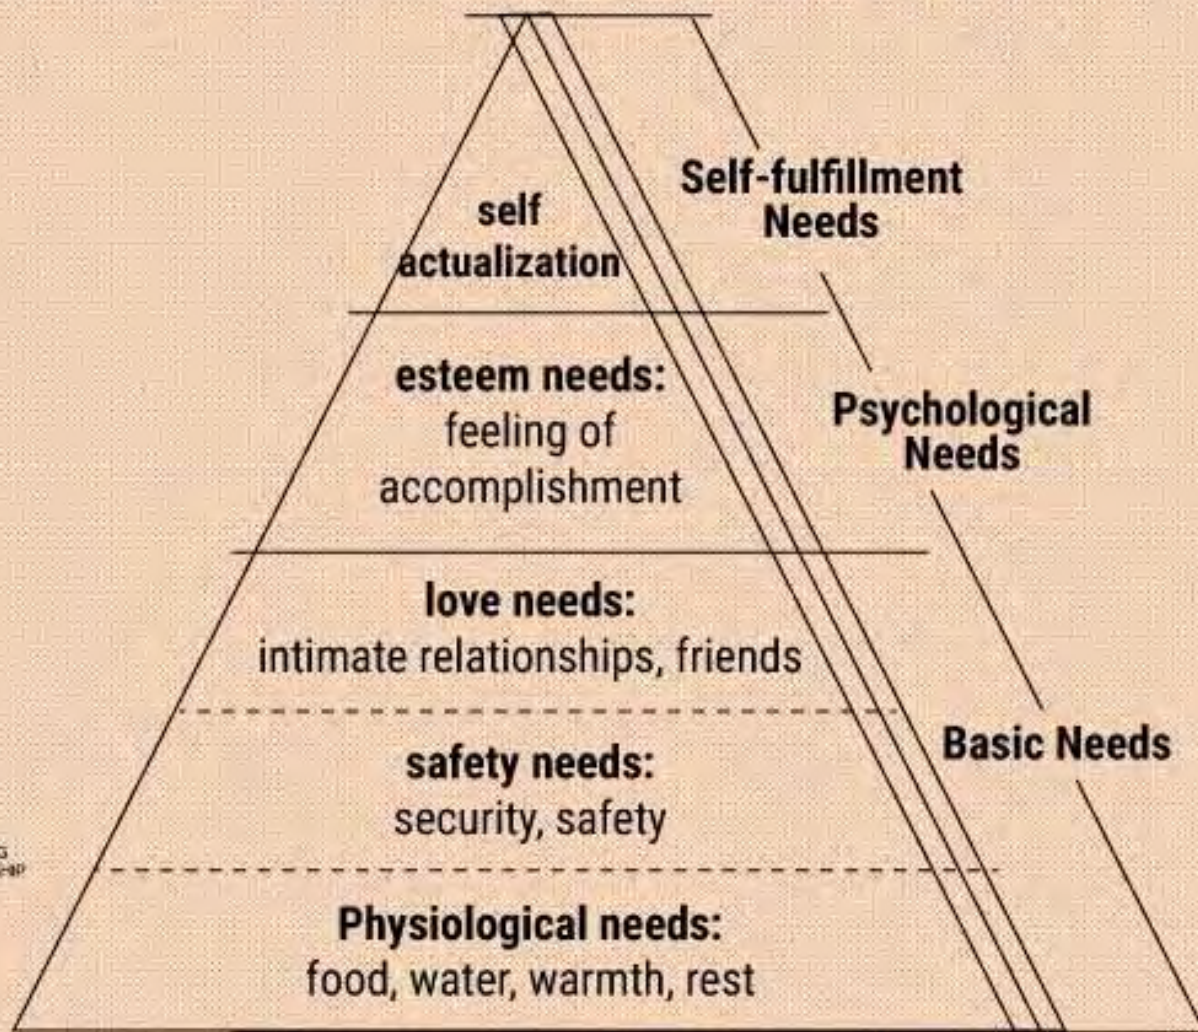 Self-fulfillment
Needs
self
actualization
esteem needs:
feeling of
accomplishment
Psychological
Needs
love needs:
intimate relationships, friends
Basic Needs
safety needs:
security, safety
Physiological needs:
food, water, warmth, rest